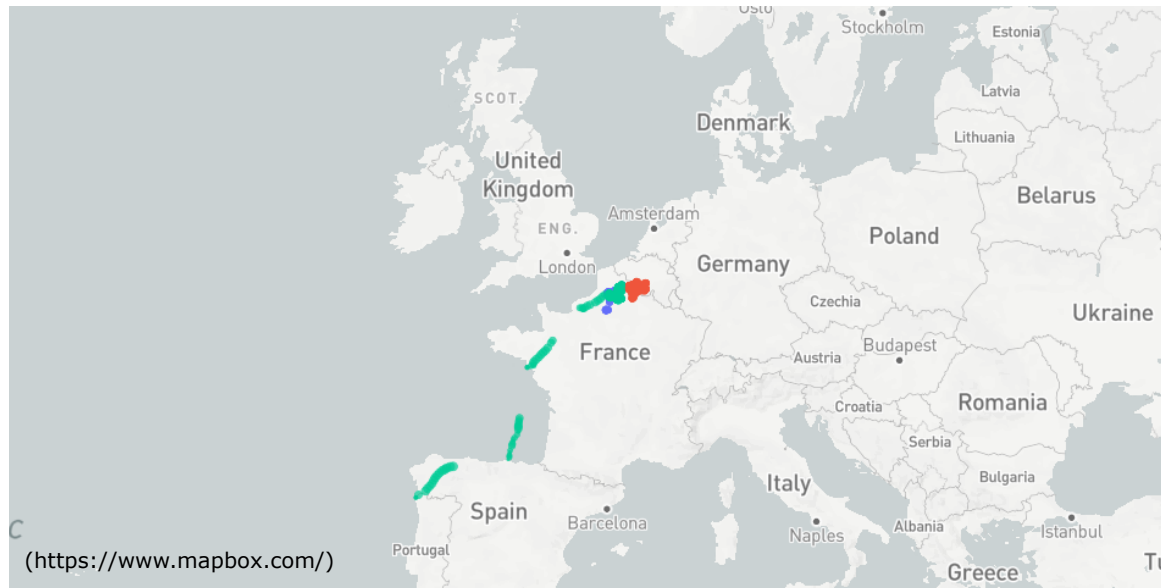 Oslo
Stockholm
Estonia
SCOT.
Latvia
Denmark
Lithuania
United
Kingdom
Belarus
Amsterdam
ENG.
Poland
London
Germany
Czechia
Ukraine
France
Austria
Budapest
Croatia
Romania
Serbia
Bulgaria
Italy
Spain
Barcelona
Naples
Albania
Istanbul
C
Portugal
(https://www.mapbox.com/)
Greece
Tu